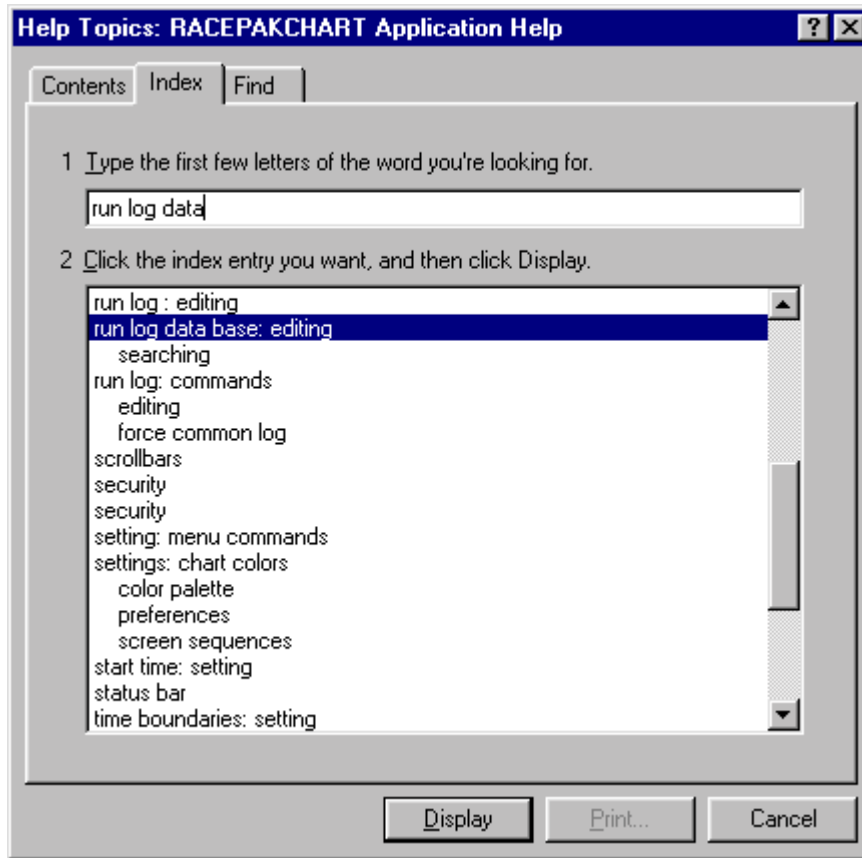 Help Topics: RACEPAKCHART Application Help
Contents Index Find
1 Type the first few letters of the word you're looking for.
run log data
2 Click the index entry you want, and then click Display.
run log : editing
run log data base: editing
searching
run log: commands
editing
force common log
scrollbars
security
security
setting: menu commands
settings: chart colors
color palette
preferences
screen sequences
start time: setting
status bar
time boundaries: setting
Display Print... Cancel